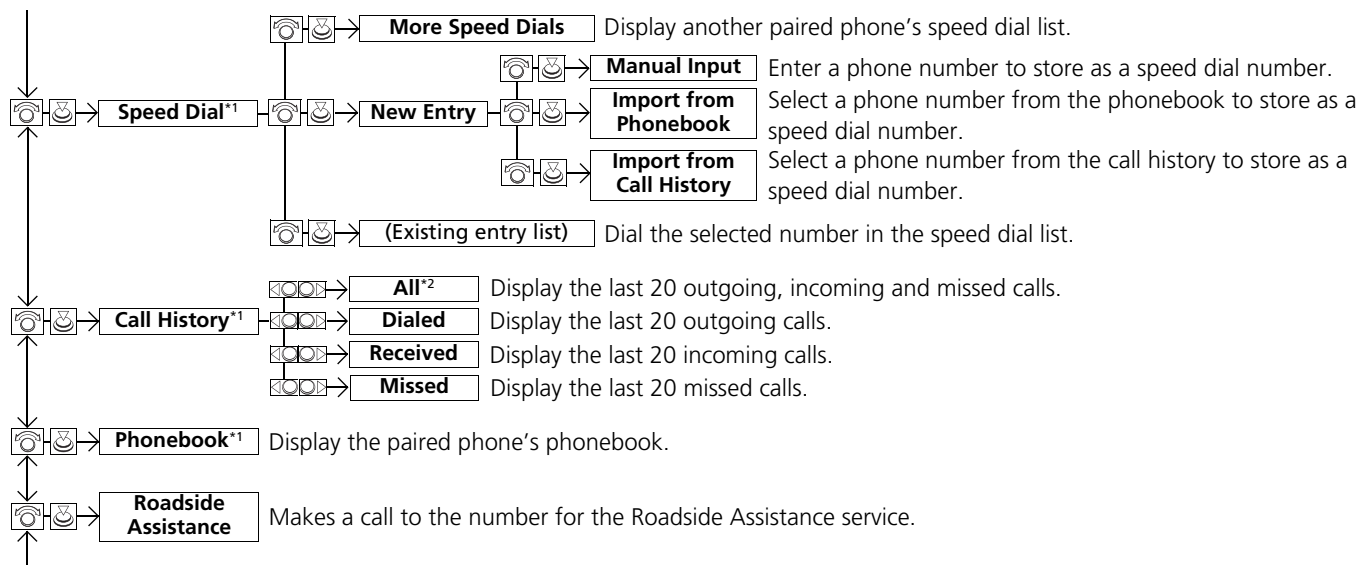 More Speed Dials Display another paired phone's speed dial list.
Manual Input Enter a phone number to store as a speed dial number.
Speed Dial*1 New Entry Import from Phonebook Select a phone number from the phonebook to store as a
speed dial number.
Import from Call History Select a phone number from the call history to store as a
speed dial number.
(Existing entry list) Dial the selected number in the speed dial list.
All*2 Display the last 20 outgoing, incoming and missed calls.
Call History*1 Dialed Display the last 20 outgoing calls.
Received Display the last 20 incoming calls.
Missed Display the last 20 missed calls.
Phonebook*1 Display the paired phone's phonebook.
Roadside
Assistance Makes a call to the number for the Roadside Assistance service.